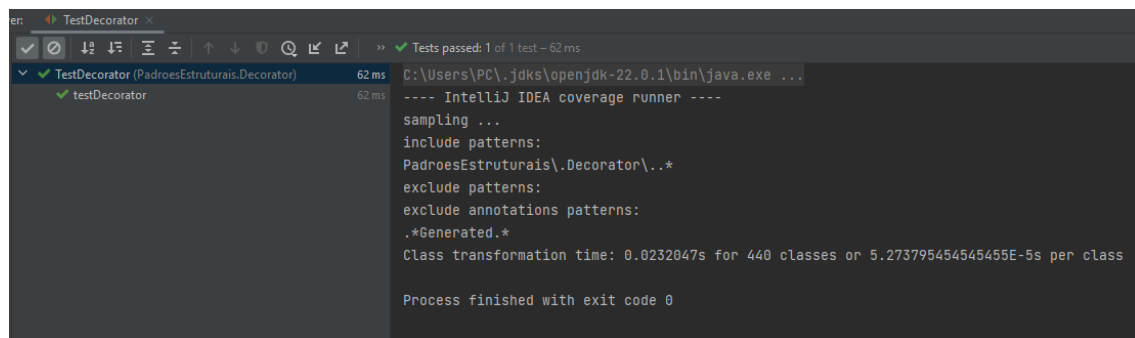 er: TestDecorator
Tests passed: 1 of 1 test – 62 ms
TestDecorator (PadroesEstruturais.Decorator) 62 ms
testDecorator 62 ms
C:\Users\PC\.jdks\openjdk-22.0.1\bin\java.exe ...
---- IntelliJ IDEA coverage runner ----
sampling ...
include patterns:
PadroesEstruturais\.Decorator\..*
exclude patterns:
exclude annotations patterns:
.*Generated.*
Class transformation time: 0.0232047s for 440 classes or 5.273795454545455E-5s per class
Process finished with exit code 0